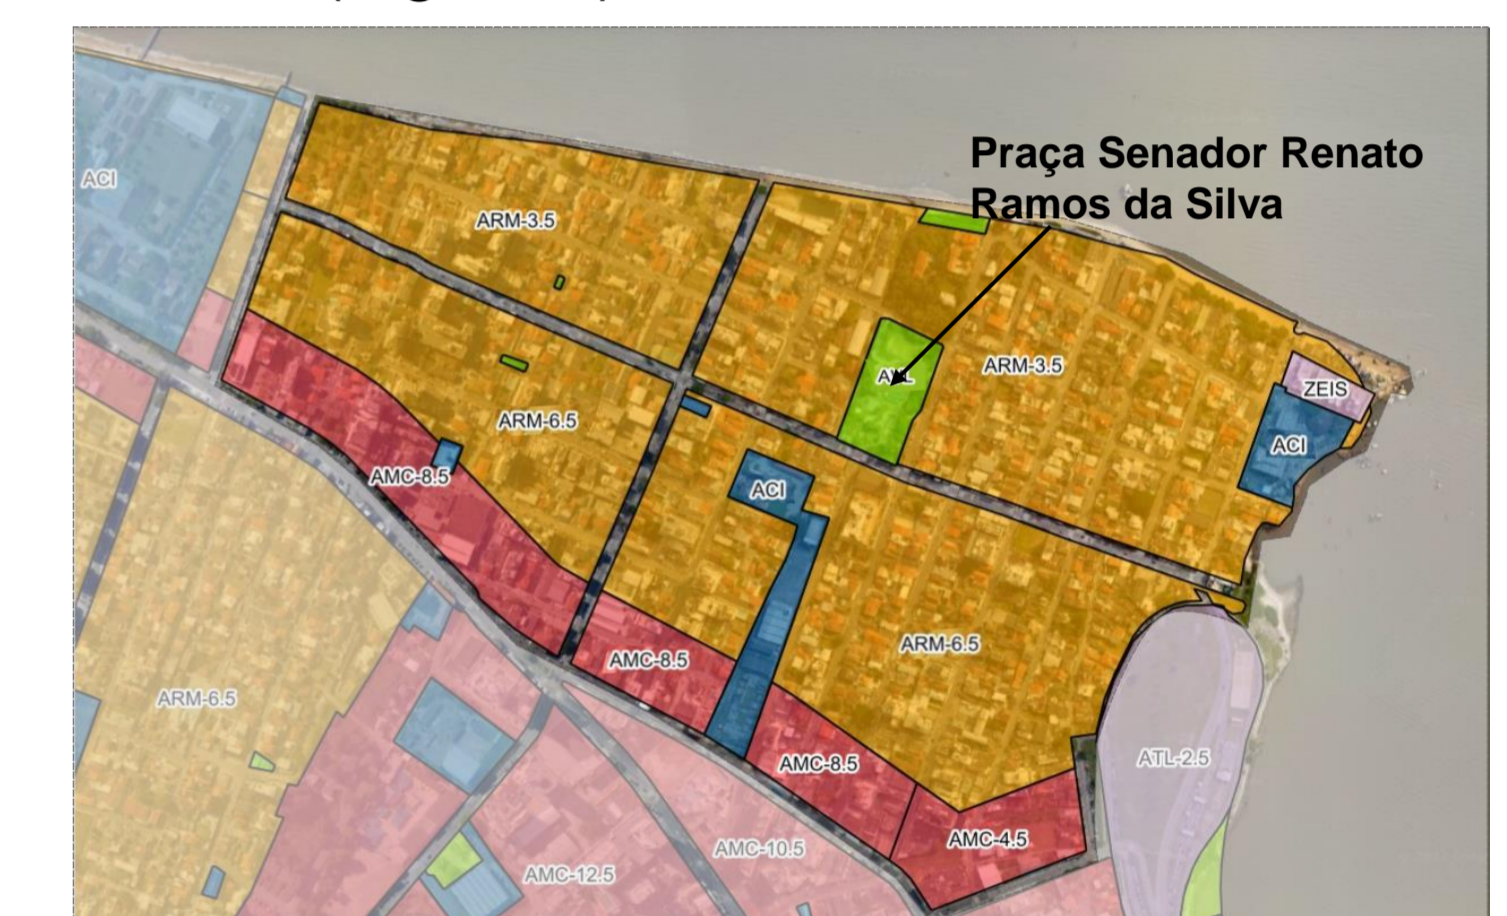 Praça Senador Renato
Ramos da Silva
ACI
ARM-3.5
ARM-3.5
AVL
ZEIS
ARM-6.5
ACI
AMC-8.5
ACI
ARM-6.5
AMC-8.5
ARM-6.5
ATL-2.5
AMC-8.5
AMC-4.5
AMC-10.5
AMC-12.5